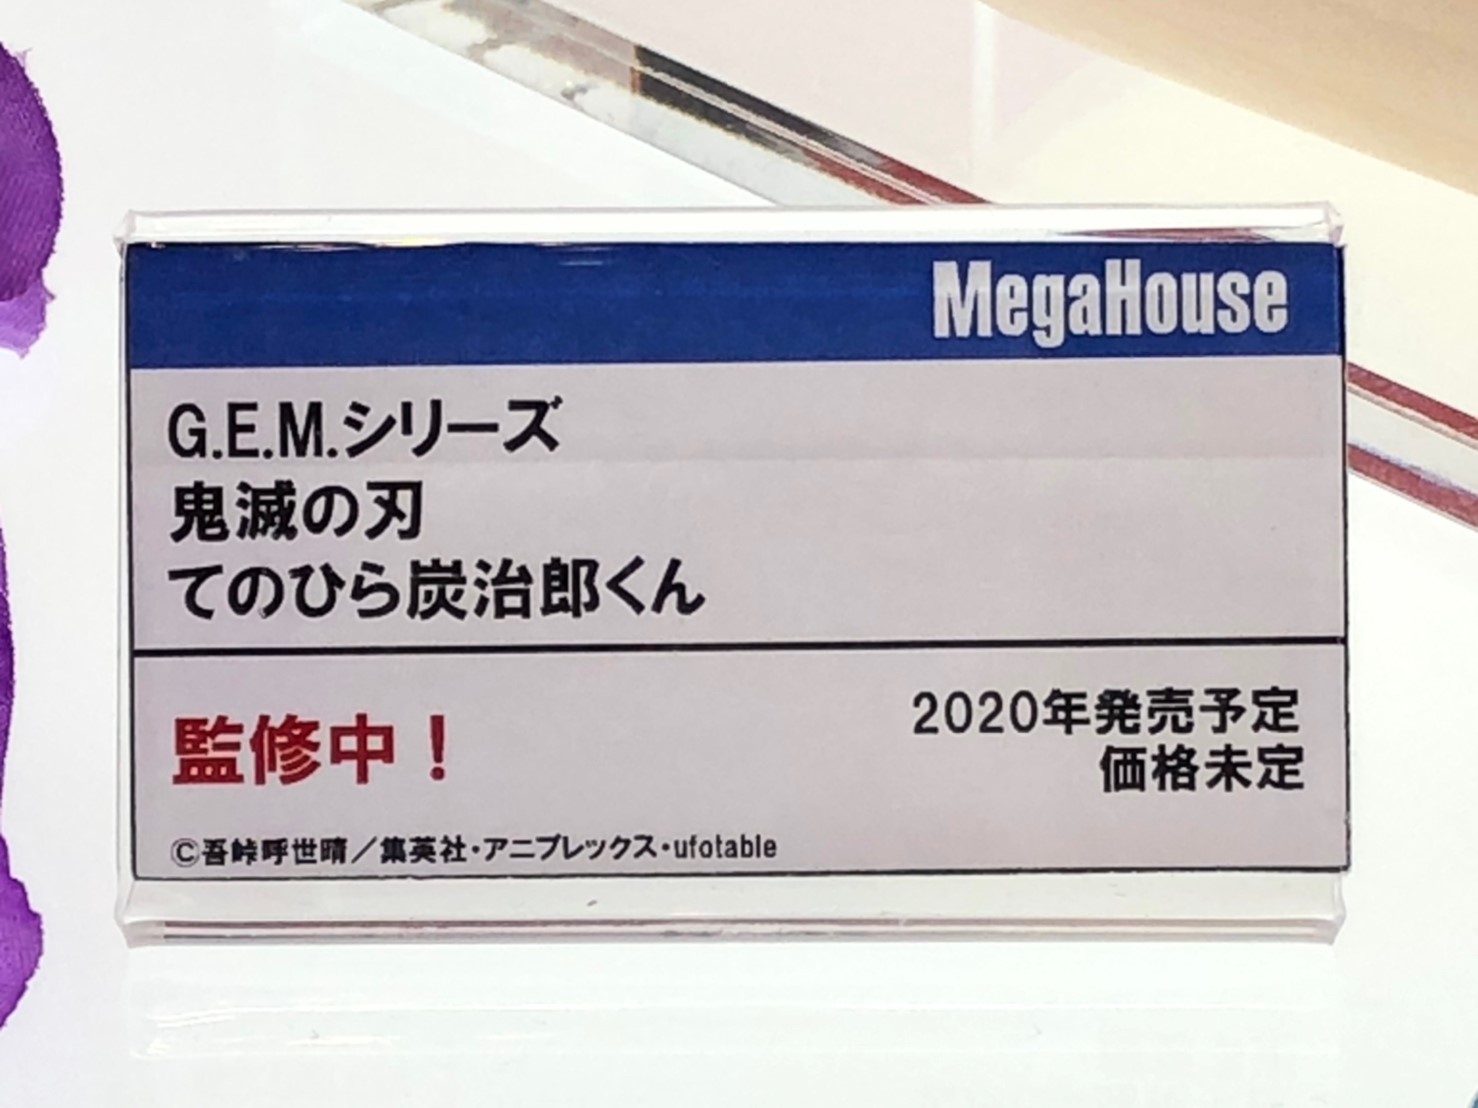 MegaHouse
G.E.M.シリーズ
鬼滅の刃
てのひら炭治郎くん
監修中！
2020年発売予定
価格未定
©吾峠呼世晴／集英社・アニプレックス・ufotable